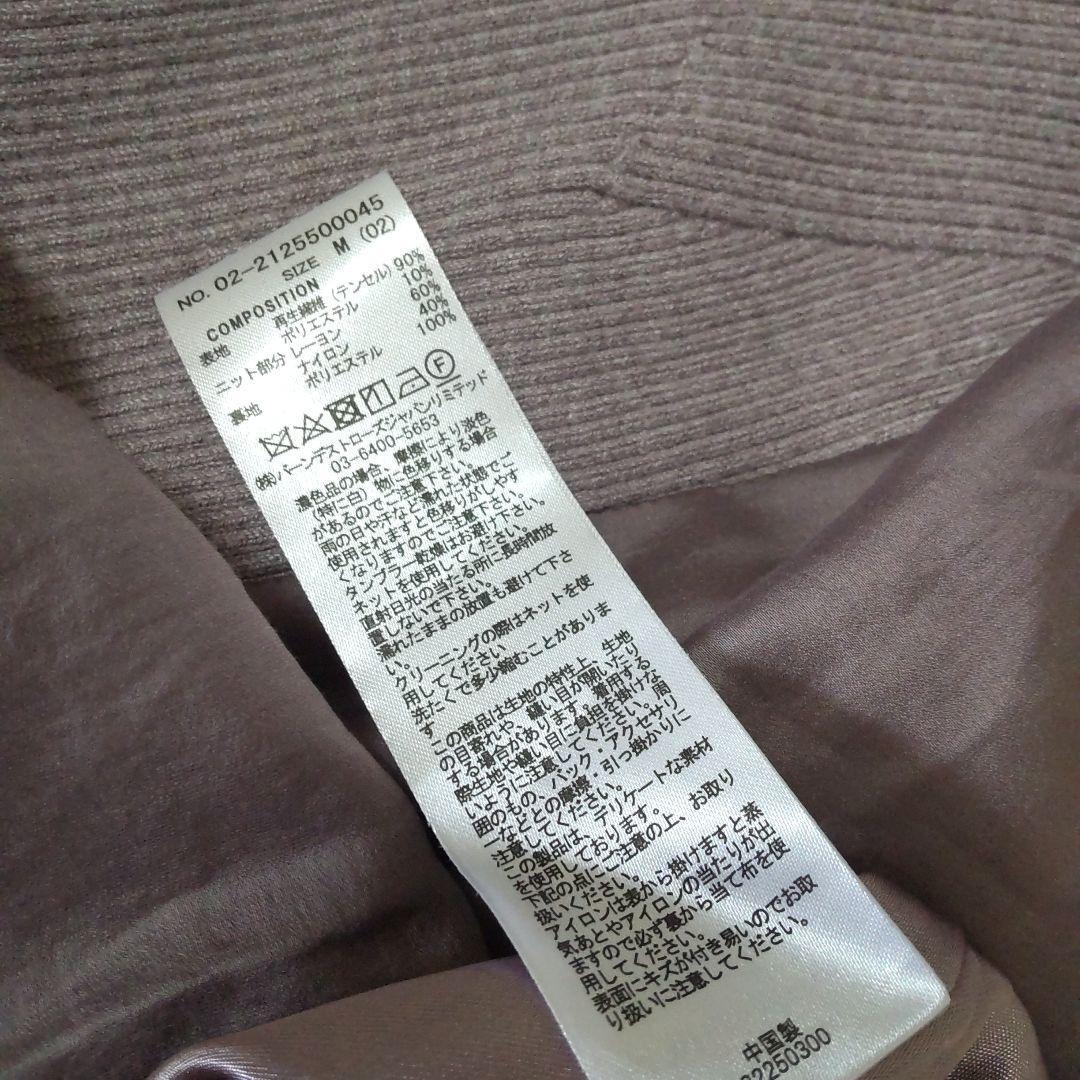 NO. 02-2125500045
SIZE M (02)
COMPOSITION
表地 再生繊維 (テンセル) 90%
ポリエステル 10%
ニット部分 レーヨン 60%
ナイロン 40%
裏地 ポリエステル 100%
F
(株)バーンデストローズジャパンリミテッド
03-6400-5653
濃色品の場合、摩擦により淡色
(特に白)物に色移りする場合
があるのでご注意下さい。
雨の日や汗など濡れた状態でご
使用されますと色移りがしやす
くなりますのでご注意下さい。
タンブラー乾燥はお避け下さい。
ネットを使用してください。
直射日光の当たる所に長時間放
置しないで下さい。
濡れたままの放置も避けて下さ
い。
クリーニングの際はネットを使
用してください
洗たくで多少縮むことがありま
す
この商品は生地の特性上、生地
の目寄れや、縫い目が開いたり
する場合があります。着用する
際生地や縫い目に負担を掛けな
いように注意してください。周
囲のもの、バック・アクセサリ
ーなどとの摩擦・引っ掛かりに
注意してください。
この製品は、デリケートな素材
を使用しております。
下記の点にご注意の上、お取り
扱いください。
アイロンは表から掛けますと蒸
気あとやアイロンの当たりが出
ますので必ず裏から当て布を使
用してください。
表面にキズが付き易いのでお取
り扱いに注意してください。
中国製
02250300